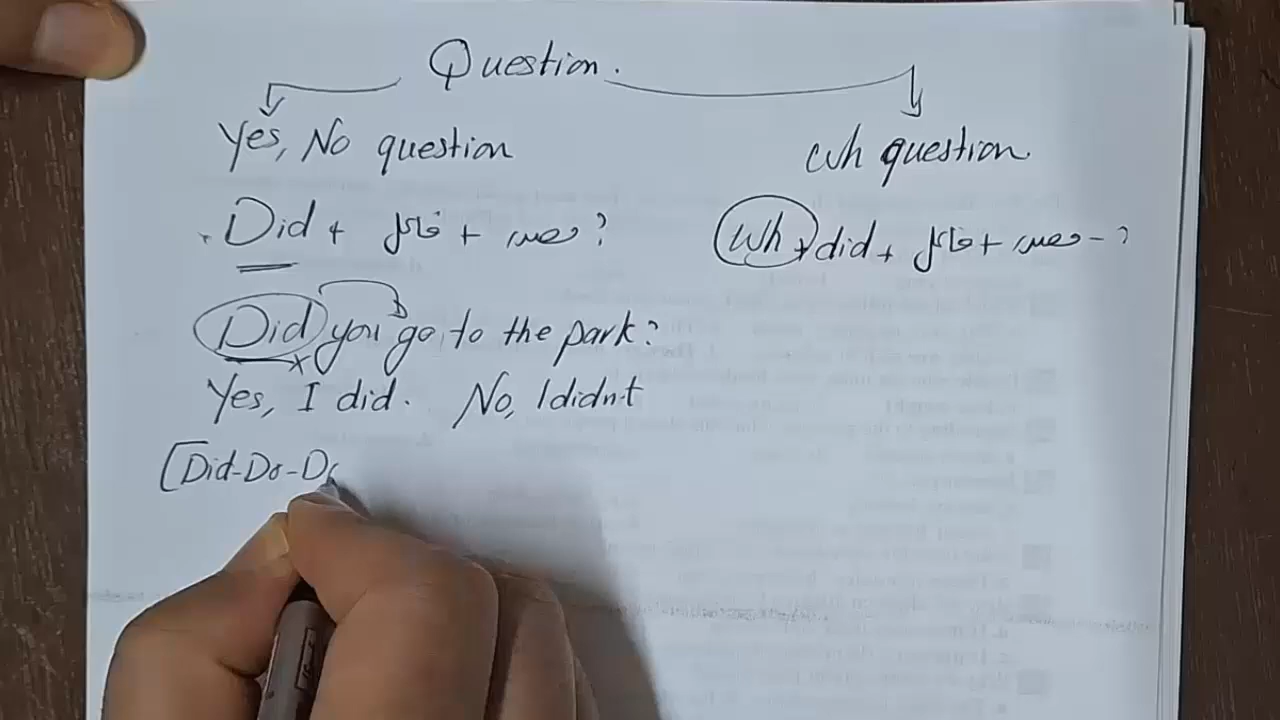 Question.
Yes, No question
Wh question.
Did + فاعل + مصدر ?
Wh + did + فاعل + مصدر - ?
Did you go to the park?
Yes, I did. No, I didn't
[Did-Do-Do